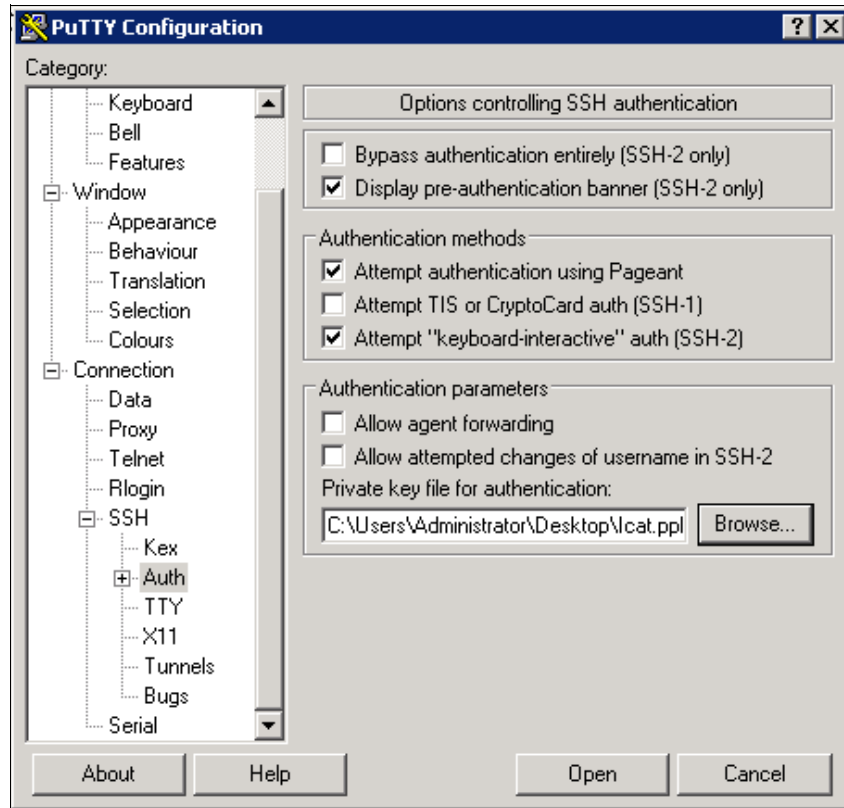 PuTTY Configuration
Category:
Keyboard
Bell
Features
Window
Appearance
Behaviour
Translation
Selection
Colours
Connection
Data
Proxy
Telnet
Rlogin
SSH
Kex
Auth
TTY
X11
Tunnels
Bugs
Serial
Options controlling SSH authentication
Bypass authentication entirely (SSH-2 only)
Display pre-authentication banner (SSH-2 only)
Authentication methods
Attempt authentication using Pageant
Attempt TIS or CryptoCard auth (SSH-1)
Attempt "keyboard-interactive" auth (SSH-2)
Authentication parameters
Allow agent forwarding
Allow attempted changes of username in SSH-2
Private key file for authentication:
C:\Users\Administrator\Desktop\Icat.ppl
Browse...
About
Help
Open
Cancel